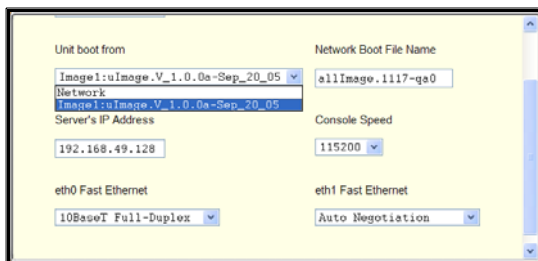 Unit boot from Network Boot File Name
Image1:uImage.V_1.0.0a-Sep_20_05 allImage.1117-qa0
Network
Image1:uImage.V_1.0.0a-Sep_20_05
Server's IP Address Console Speed
192.168.49.128 115200
eth0 Fast Ethernet eth1 Fast Ethernet
10BaseT Full-Duplex Auto Negotiation